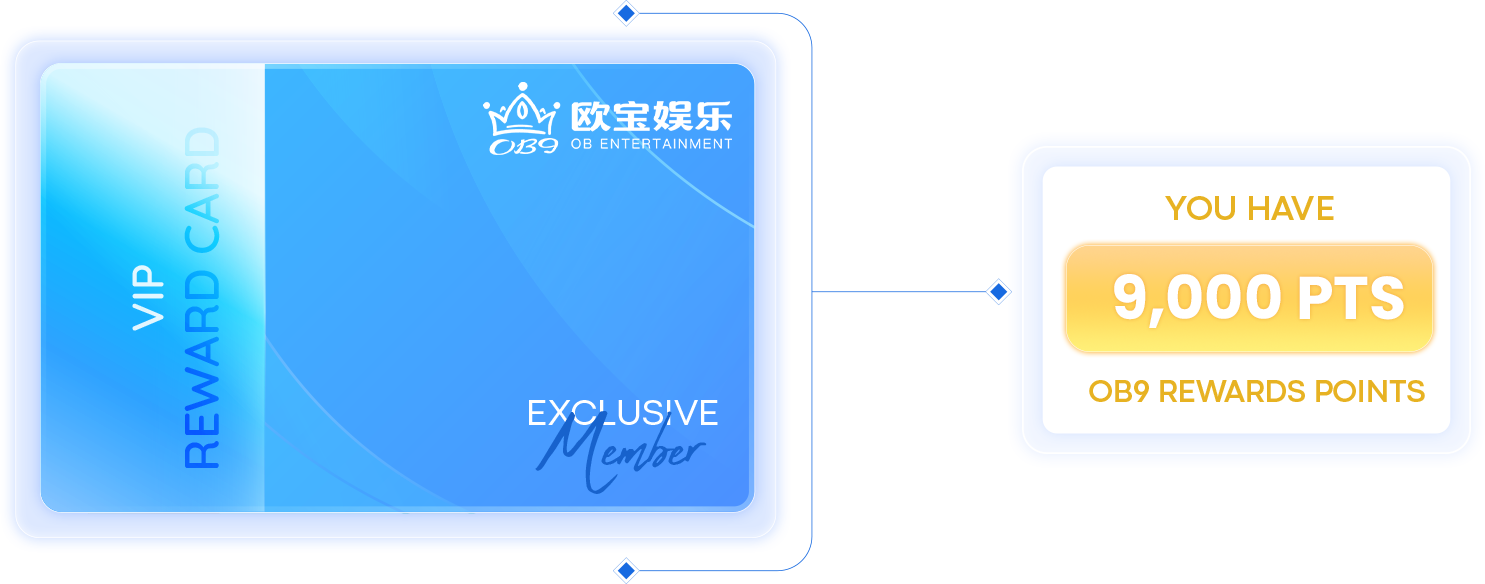 VIP
REWARD CARD
OB9
欧宝娱乐
OB ENTERTAINMENT
EXCLUSIVE
Member
YOU HAVE
9,000 PTS
OB9 REWARDS POINTS